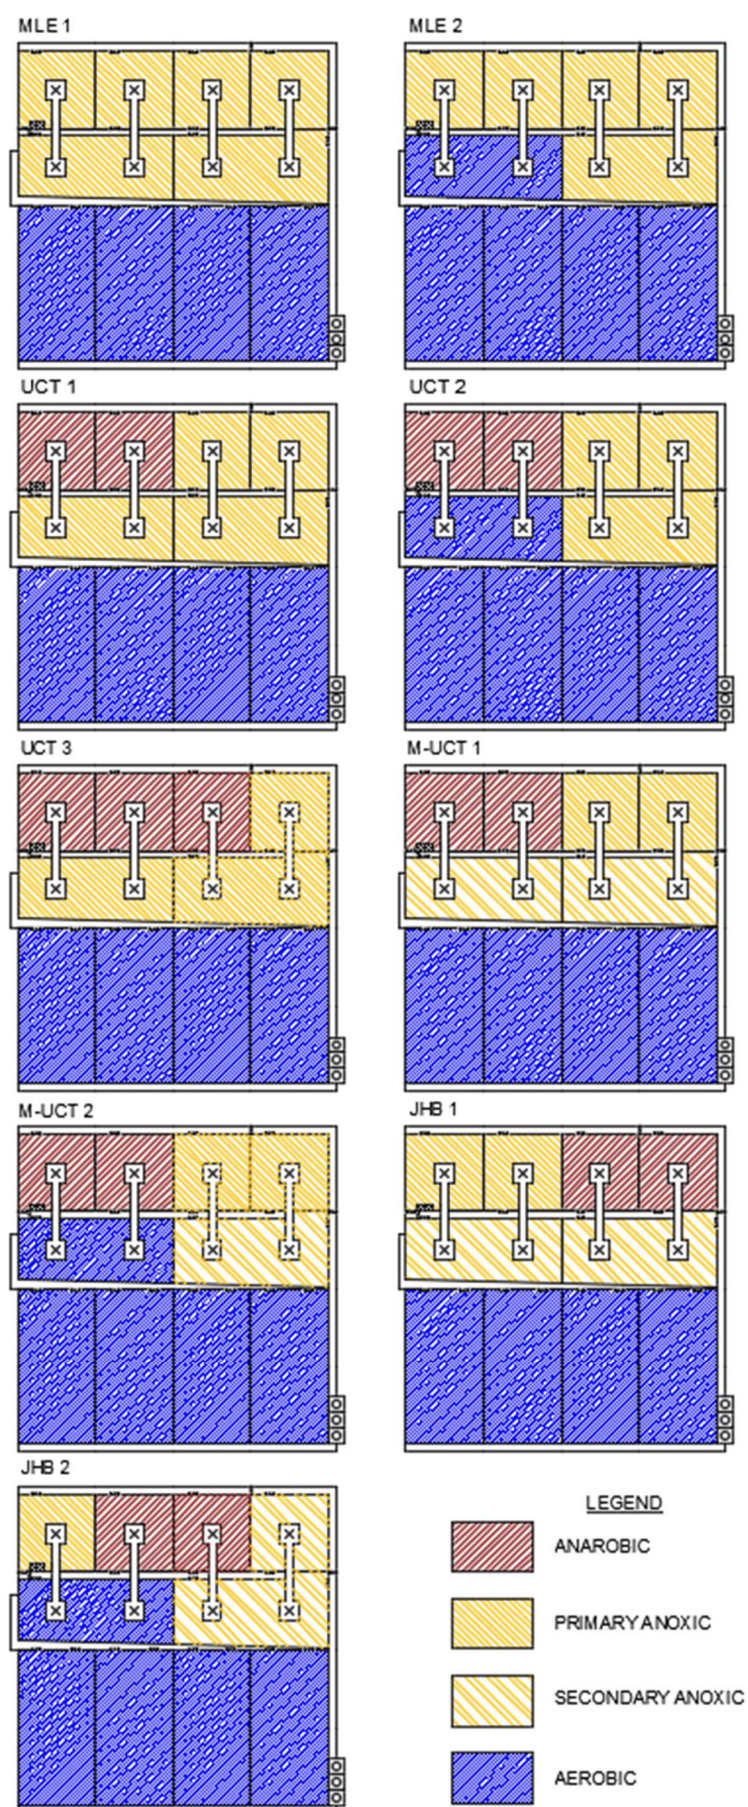 MLE 1
MLE 2
UCT 1
UCT 2
UCT 3
M-UCT 1
M-UCT 2
JHB 1
JHB 2
LEGEND
ANAROBIC
PRIMARY ANOXIC
SECONDARY ANOXIC
AEROBIC